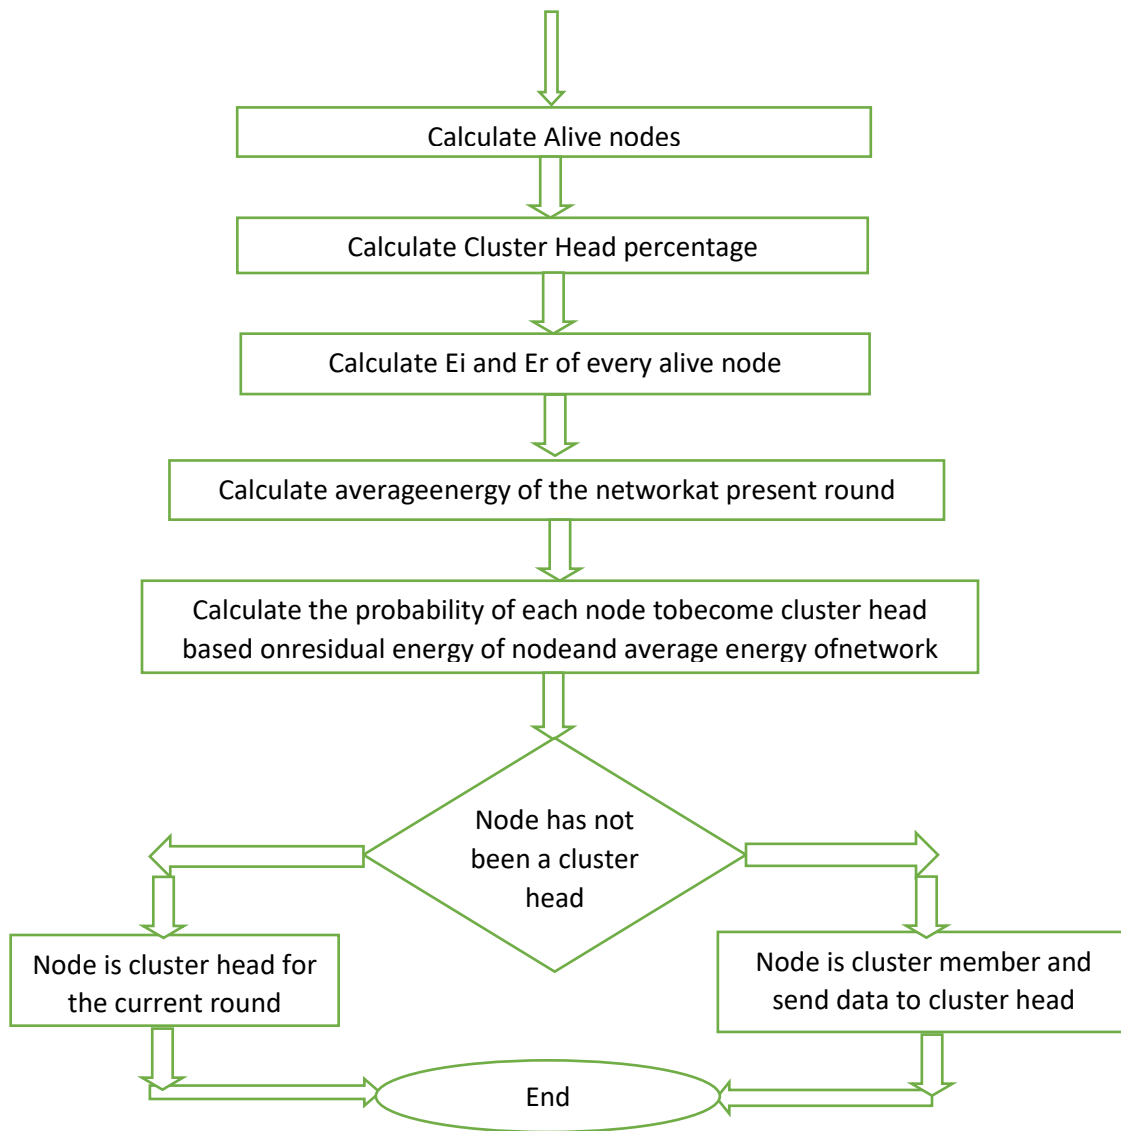 Calculate Alive nodes
Calculate Cluster Head percentage
Calculate Ei and Er of every alive node
Calculate averageenergy of the networkat present round
Calculate the probability of each node tobecome cluster head
based onresidual energy of nodeand average energy ofnetwork
Node has not
been a cluster
head
Node is cluster head for
the current round
Node is cluster member and
send data to cluster head
End